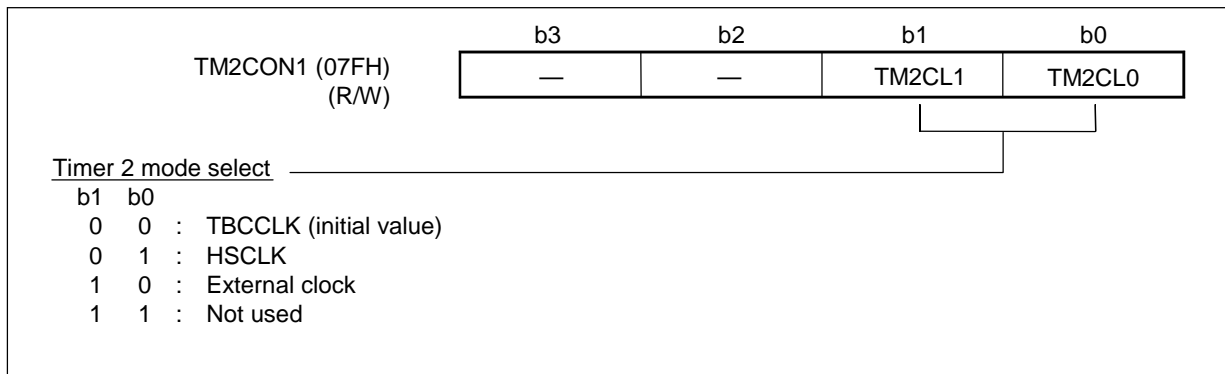 b3 b2 b1 b0
TM2CON1 (07FH) — — TM2CL1 TM2CL0
(R/W)
Timer 2 mode select
b1 b0
0 0 : TBCCLK (initial value)
0 1 : HSCLK
1 0 : External clock
1 1 : Not used